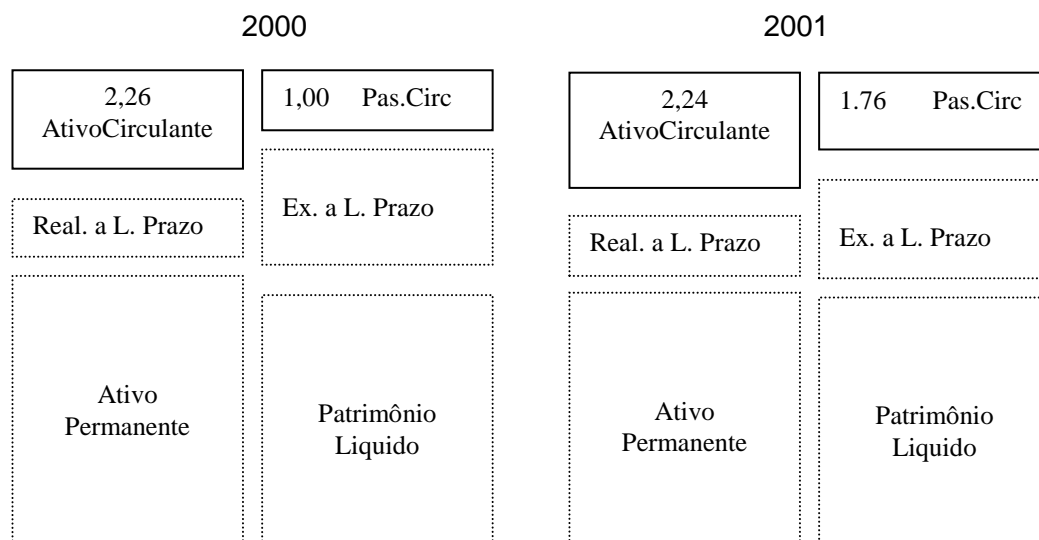 2000
2,26
AtivoCirculante
1,00 Pas.Circ
Real. a L. Prazo
Ex. a L. Prazo
Ativo
Permanente
Patrimônio
Liquido
2001
2,24
AtivoCirculante
1.76 Pas.Circ
Real. a L. Prazo
Ex. a L. Prazo
Ativo
Permanente
Patrimônio
Liquido